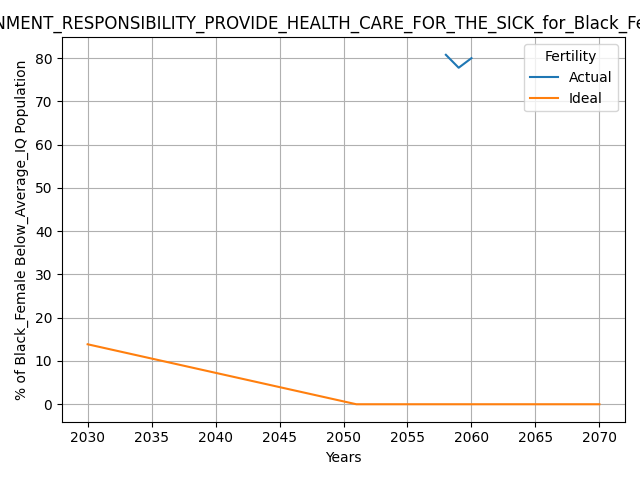 NMENT_RESPONSIBILITY_PROVIDE_HEALTH_CARE_FOR_THE_SICK_for_Black_Fe
Fertility
Actual
Ideal
% of Black_Female Below_Average_IQ Population
80
70
60
50
40
30
20
10
0
2030 2035 2040 2045 2050 2055 2060 2065 2070
Years